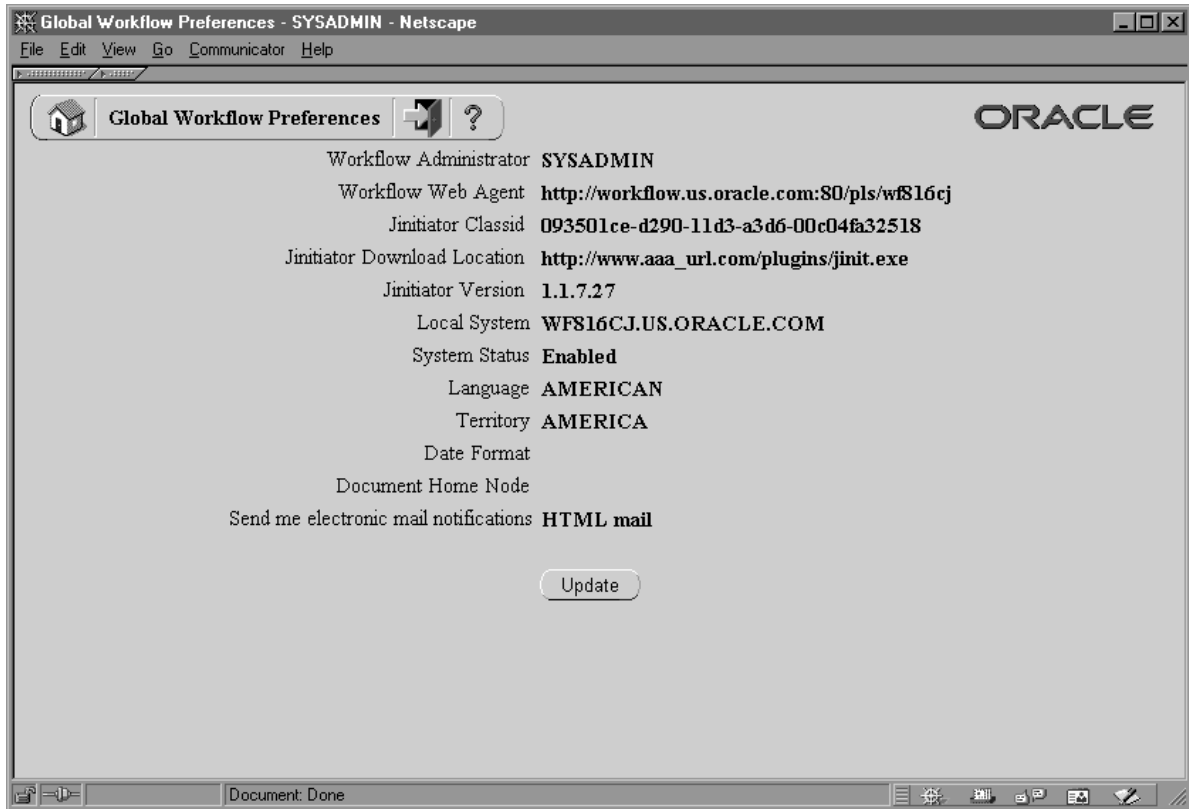 Global Workflow Preferences - SYSADMIN - Netscape
File Edit View Go Communicator Help
Global Workflow Preferences ?
ORACLE
Workflow Administrator SYSADMIN
Workflow Web Agent http://workflow.us.oracle.com:80/pls/wf816cj
Jinitiator Classid 093501ce-d290-11d3-a3d6-00c04fa32518
Jinitiator Download Location http://www.aaa_url.com/plugins/jinit.exe
Jinitiator Version 1.1.7.27
Local System WF816CJ.US.ORACLE.COM
System Status Enabled
Language AMERICAN
Territory AMERICA
Date Format
Document Home Node
Send me electronic mail notifications HTML mail
Update
Document: Done